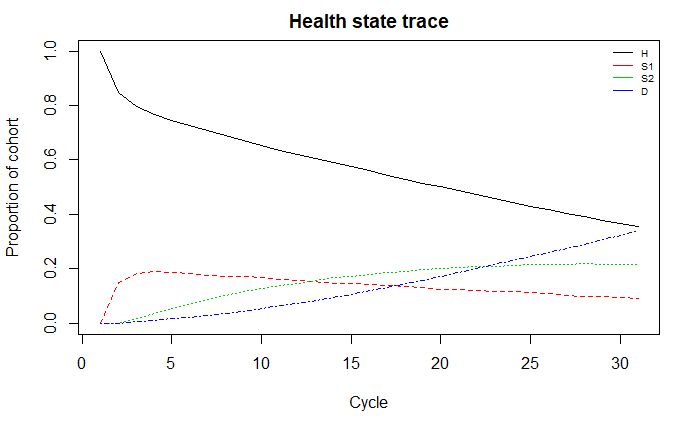 Health state trace
H
S1
S2
D
Proportion of cohort
1.0
0.8
0.6
0.4
0.2
0.0
0 5 10 15 20 25 30
Cycle